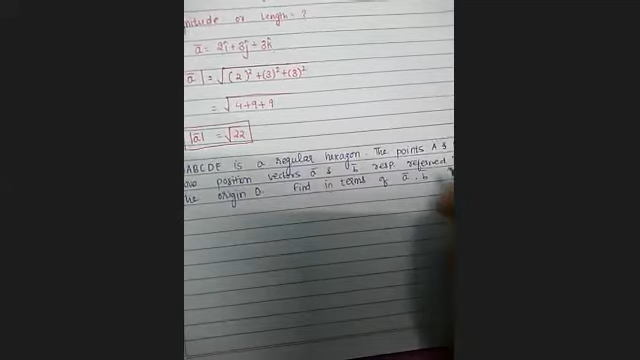 nitude or length = ?
ā = 2î + 3ĵ + 3k̂
ā| = √(2)² + (3)² + (3)²
= √4+9+9
|ā| = √22
ABCDE is a regular hexagon. The points A &
position vectors ā & b̄ resp. referred
the origin O. Find in terms of ā, b̄